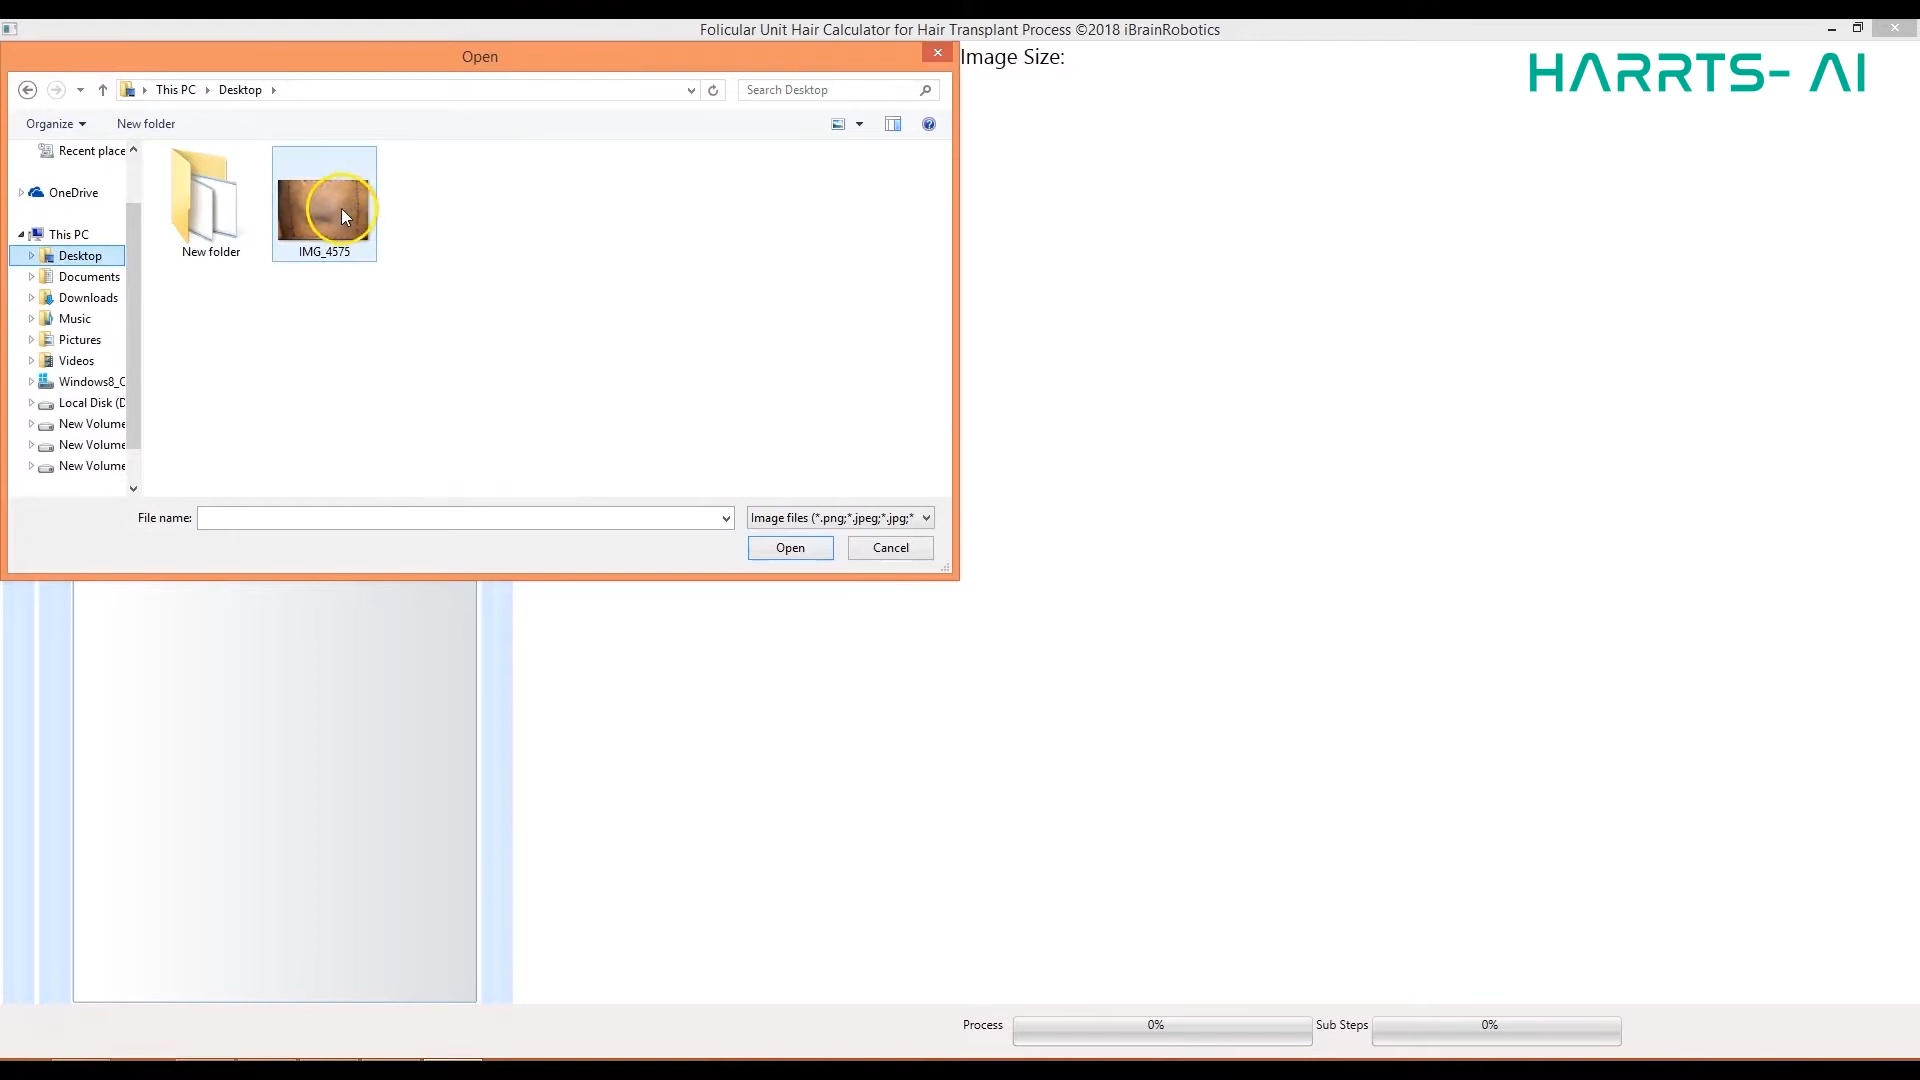 Folicular Unit Hair Calculator for Hair Transplant Process ©2018 iBrainRobotics
Open
Image Size:
HARRTS- AI
This PC
Desktop
Search Desktop
Organize
New folder
Recent place
OneDrive
This PC
Desktop
Documents
Downloads
Music
Pictures
Videos
Windows8_C
Local Disk (D
New Volume
New Volume
New Volume
New folder
IMG_4575
File name:
Image files (*.png;*.jpeg;*.jpg;*
Open
Cancel
Process
0%
Sub Steps
0%